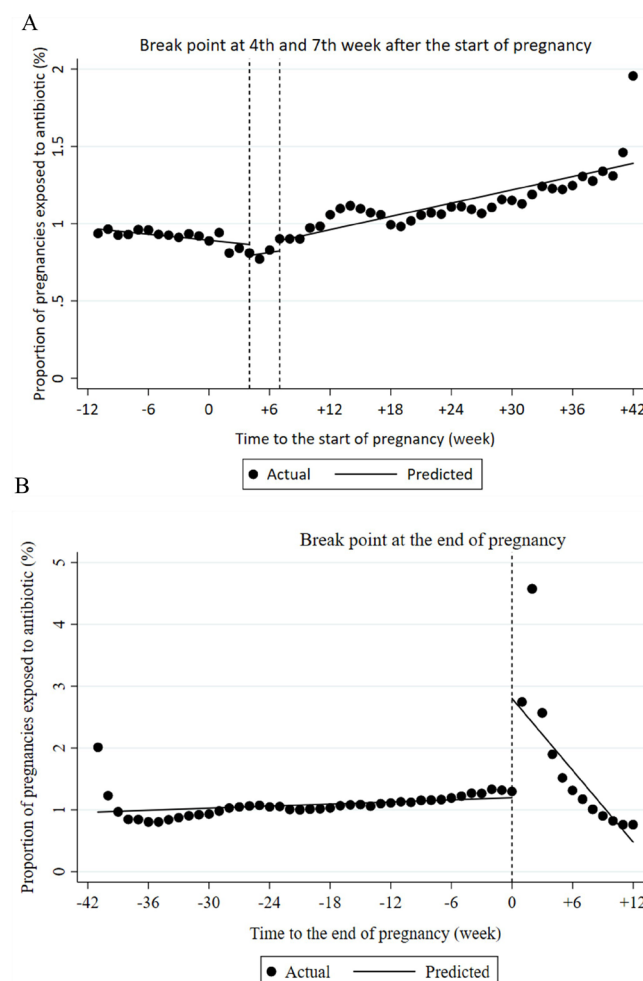 A
Break point at 4th and 7th week after the start of pregnancy
Proportion of pregnancies exposed to antibiotic (%)
2
1.5
1
.5
0
-12 -6 0 +6 +12 +18 +24 +30 +36 +42
Time to the start of pregnancy (week)
Actual Predicted
B
Break point at the end of pregnancy
Proportion of pregnancies exposed to antibiotic (%)
5
4
3
2
1
0
-42 -36 -30 -24 -18 -12 -6 0 +6 +12
Time to the end of pregnancy (week)
Actual Predicted